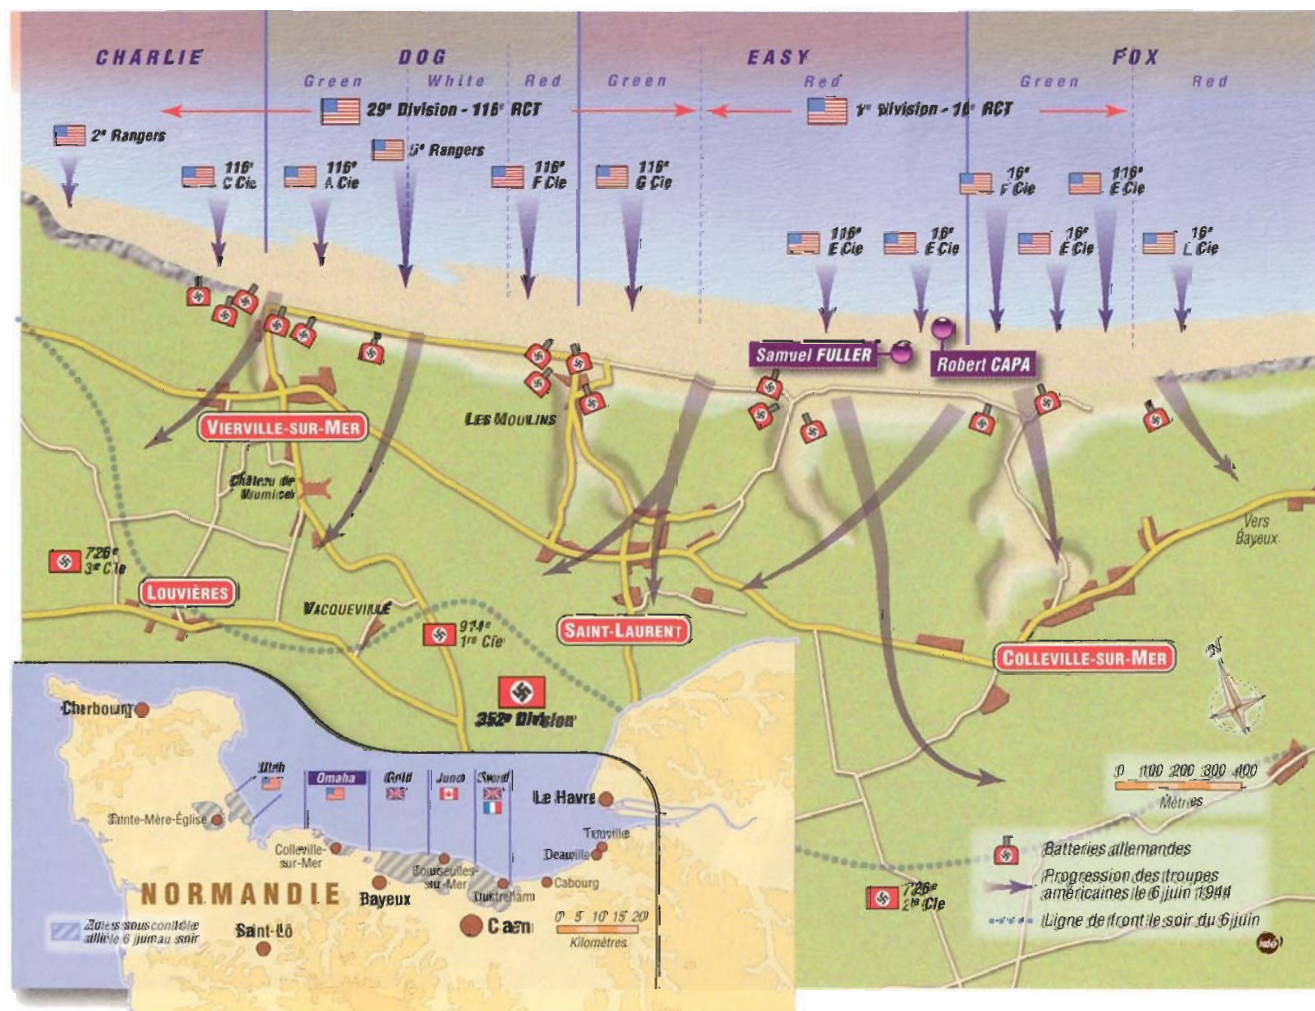 CHARLIE
DOG
EASY
FOX
Green
White
Red
Green
Red
Green
Red
29e Division - 116e RCT
Division - 16e RCT
2e Rangers
5e Rangers
116e
C Cie
116e
A Cie
116e
F Cie
116e
G Cie
16e
F Cie
116e
E Cie
116e
E Cie
16e
E Cie
16e
E Cie
16e
L Cie
Samuel FULLER
Robert CAPA
VIERVILLE-SUR-MER
LES MOULINS
Château de
Vers
Bayeux
726e
3e Cie
LOUVIÈRES
VACQUEVILLE
914e
1re Cie
SAINT-LAURENT
COLLEVILLE-SUR-MER
352e Division
N
0 100 200 300 400
Mètres
Batteries allemandes
Progression des troupes
américaines le 6 juin 1944
Ligne de front le soir du 6 juin
726e
Cie
idé
Cherbourg
Utah
Omaha
Gold
Juno
Sword
Le Havre
Sainte-Mère-Église
Colleville-
sur-Mer
Trouville
Deauville
Courseulles-
sur-Mer
Ouistreham
Cabourg
NORMANDIE
Bayeux
Caen
Saint-Lô
0 5 10 15 20
Kilomètres
Zones sous contrôle
allié le 6 juin au soir